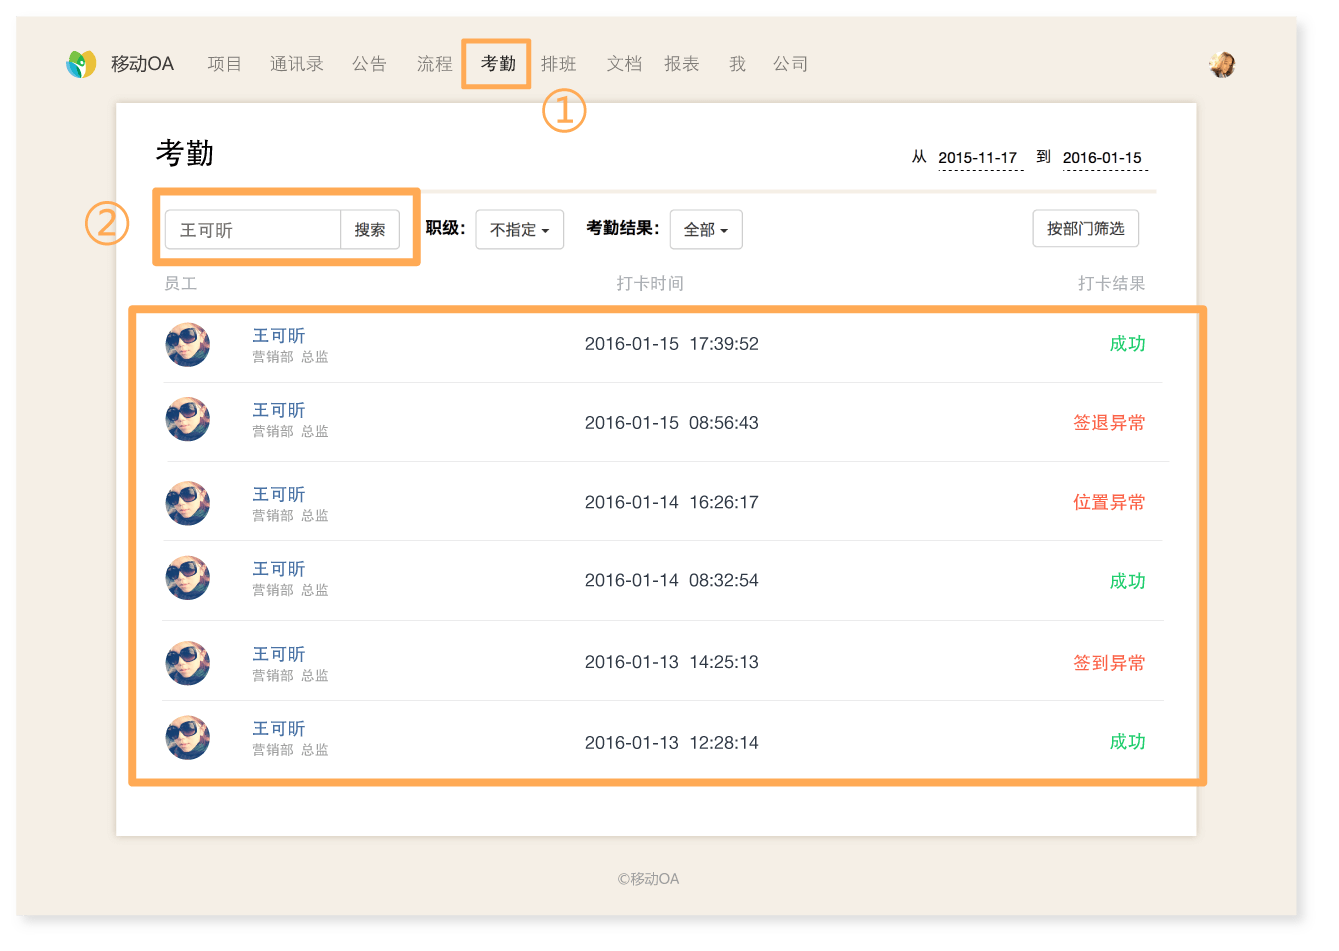 移动OA 项目 通讯录 公告 流程 考勤 排班 文档 报表 我 公司
①
考勤
从 2015-11-17 到 2016-01-15
②
王可昕 搜索 职级： 不指定 考勤结果： 全部 按部门筛选
员工 打卡时间 打卡结果
王可昕
营销部 总监
2016-01-15 17:39:52 成功
王可昕
营销部 总监
2016-01-15 08:56:43 签退异常
王可昕
营销部 总监
2016-01-14 16:26:17 位置异常
王可昕
营销部 总监
2016-01-14 08:32:54 成功
王可昕
营销部 总监
2016-01-13 14:25:13 签到异常
王可昕
营销部 总监
2016-01-13 12:28:14 成功
©移动OA